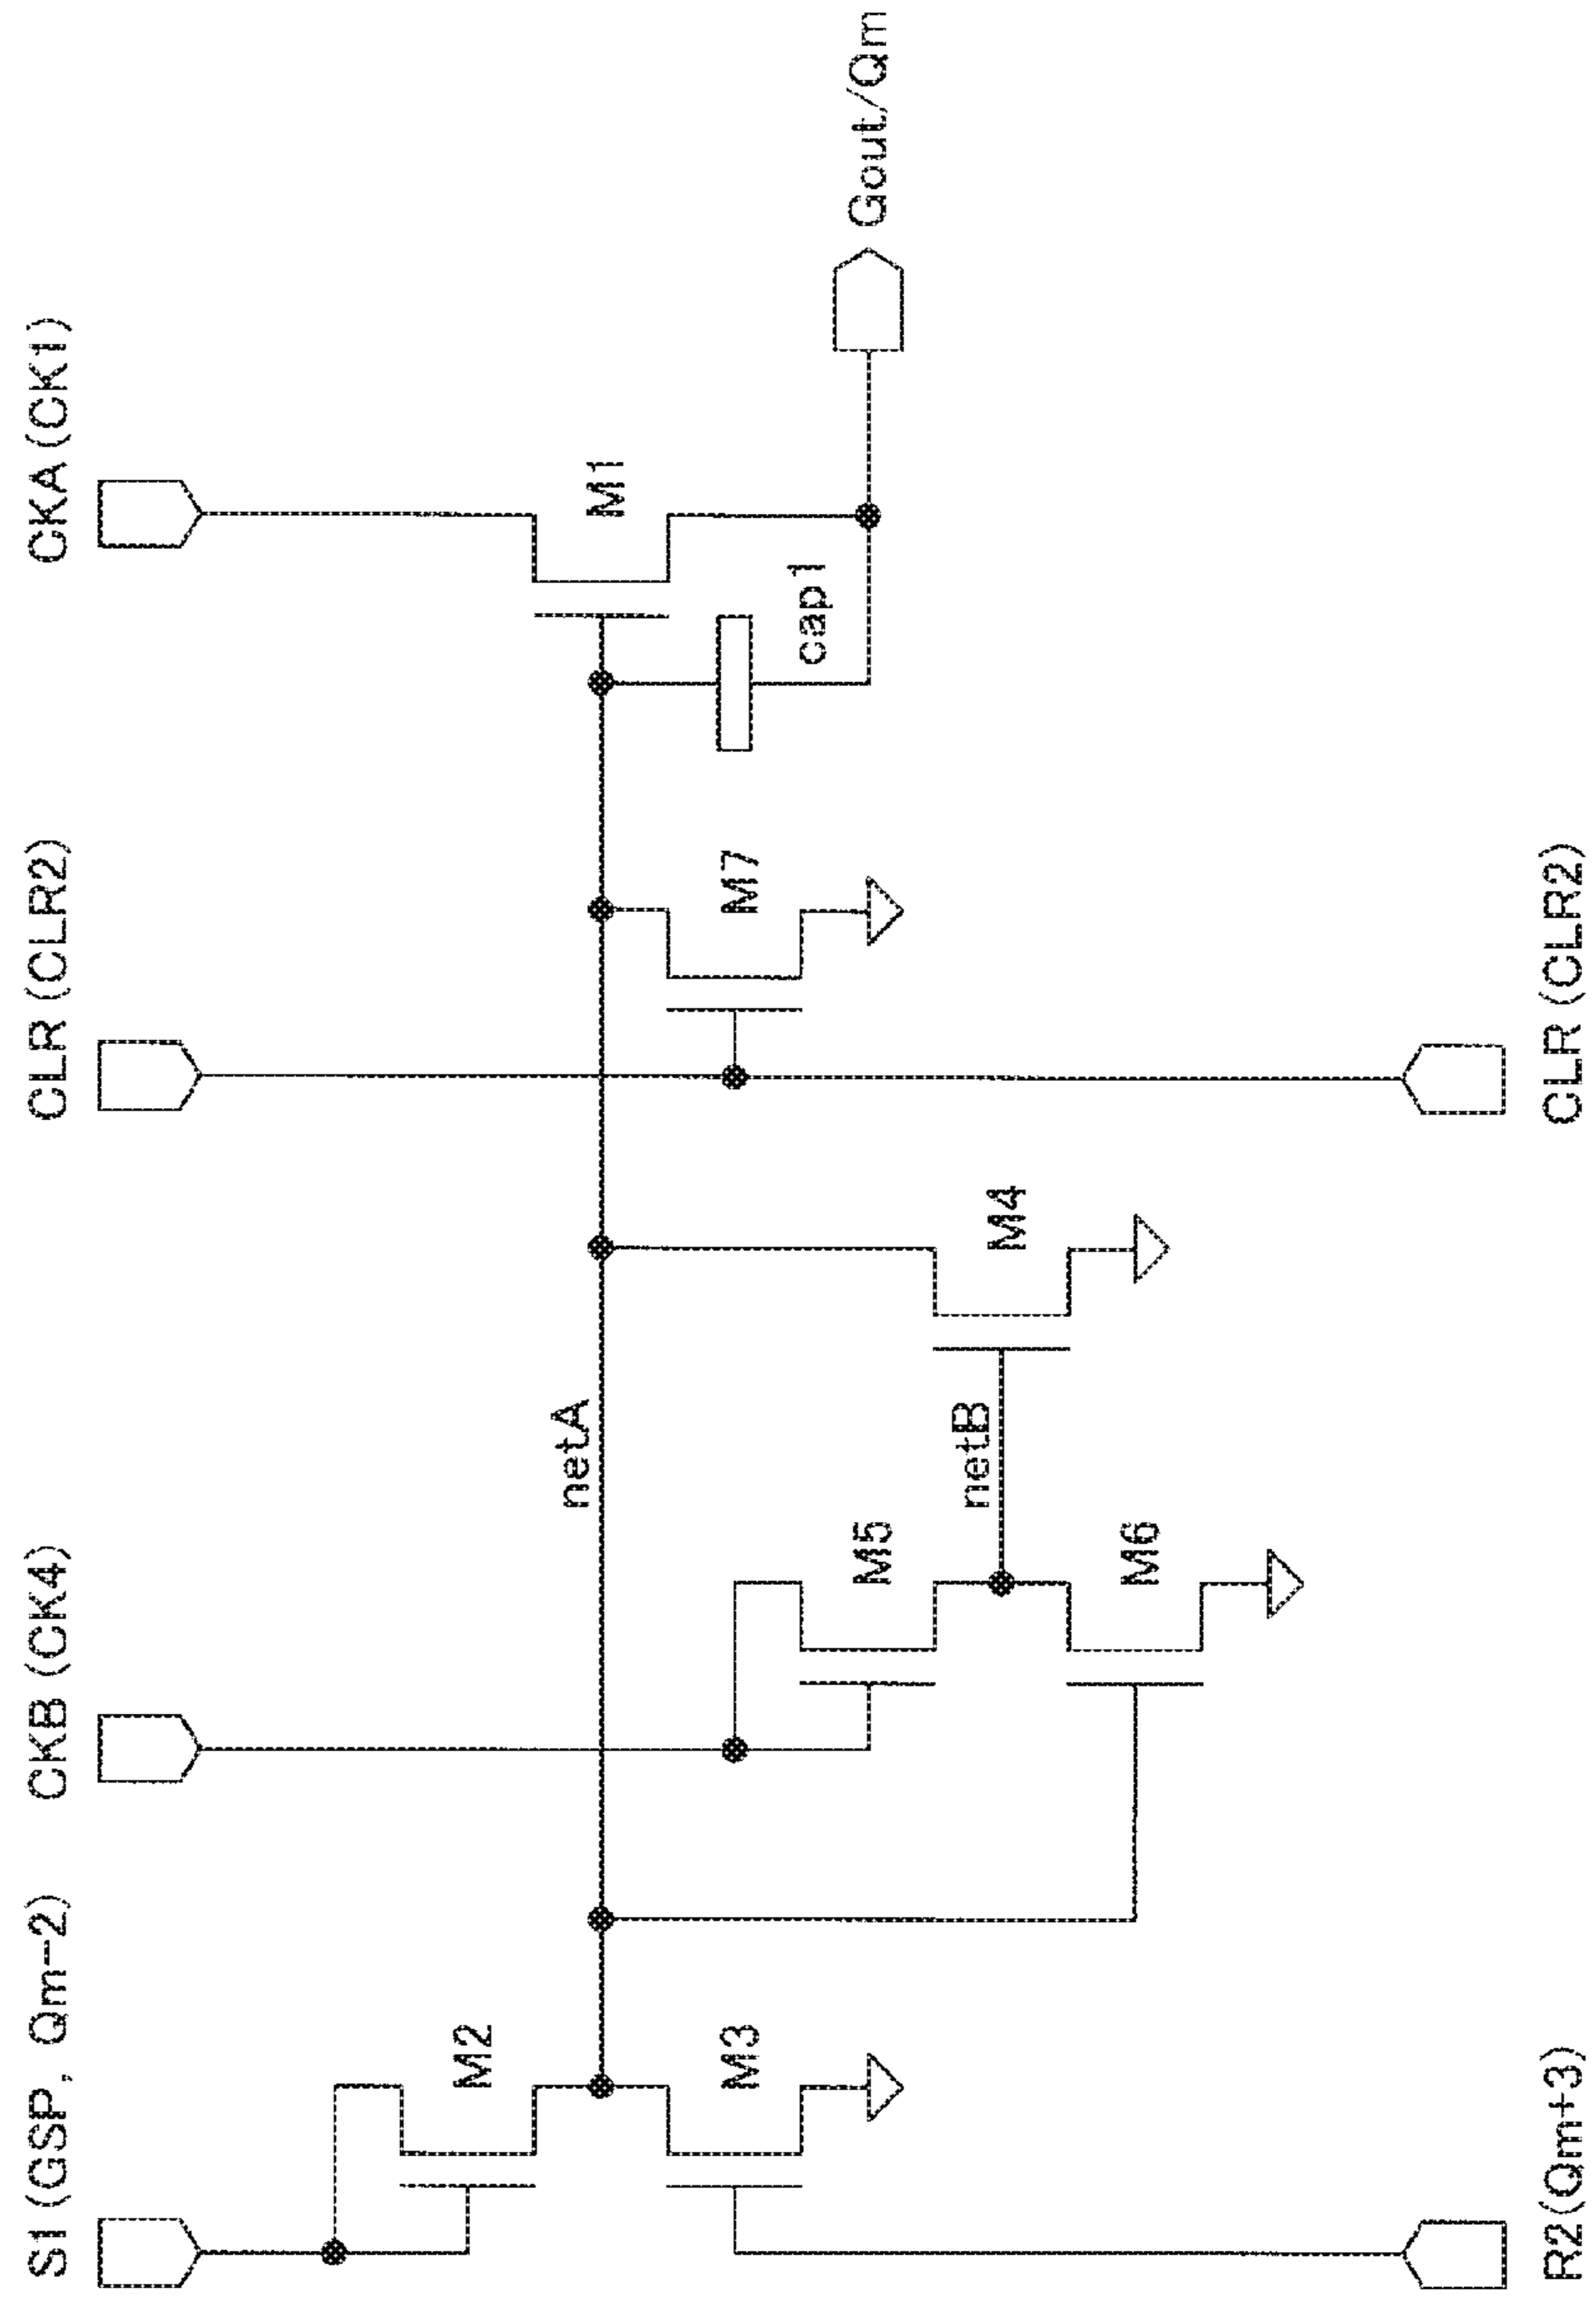 S1 (GSP, Qm-2)
CKB (CK4)
CLR (CLR2)
CKA (CK1)
M2
M3
netA
M5
M6
netB
M4
M7
M1
cap1
Gout/Qm
R2 (Qm+3)
CLR (CLR2)